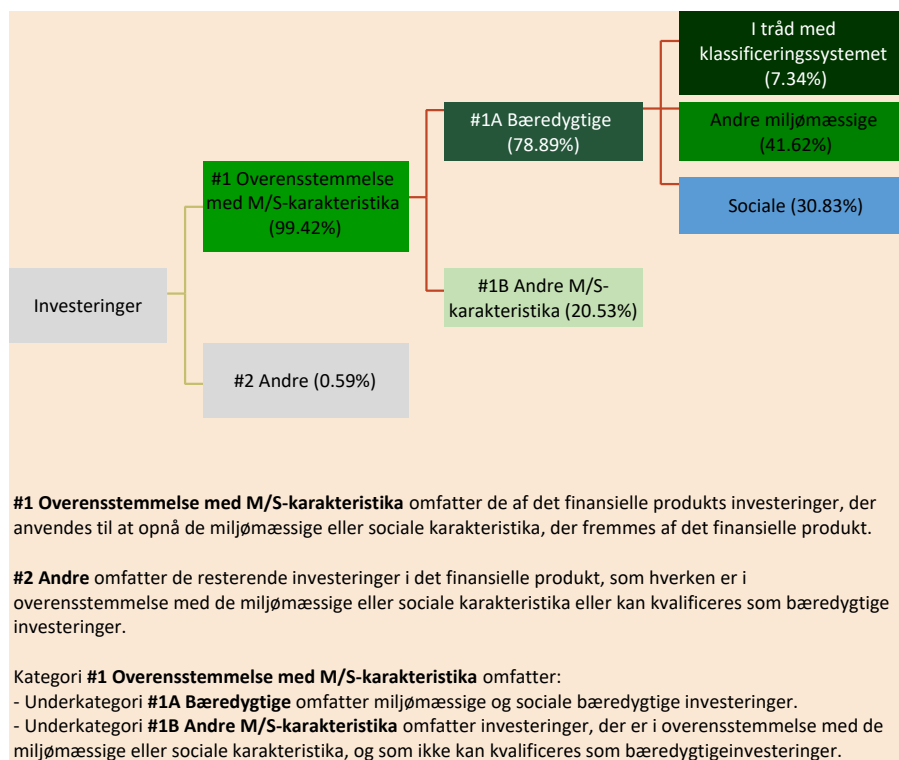 I tråd med
klassificeringssystemet
(7.34%)
#1A Bæredygtige
(78.89%)
Andre miljømæssige
(41.62%)
#1 Overensstemmelse
med M/S-karakteristika
(99.42%)
Sociale (30.83%)
Investeringer
#1B Andre M/S-
karakteristika (20.53%)
#2 Andre (0.59%)
#1 Overensstemmelse med M/S-karakteristika omfatter de af det finansielle produkts investeringer, der
anvendes til at opnå de miljømæssige eller sociale karakteristika, der fremmes af det finansielle produkt.
#2 Andre omfatter de resterende investeringer i det finansielle produkt, som hverken er i
overensstemmelse med de miljømæssige eller sociale karakteristika eller kan kvalificeres som bæredygtige
investeringer.
Kategori #1 Overensstemmelse med M/S-karakteristika omfatter:
- Underkategori #1A Bæredygtige omfatter miljømæssige og sociale bæredygtige investeringer.
- Underkategori #1B Andre M/S-karakteristika omfatter investeringer, der er i overensstemmelse med de
miljømæssige eller sociale karakteristika, og som ikke kan kvalificeres som bæredygtigeinvesteringer.